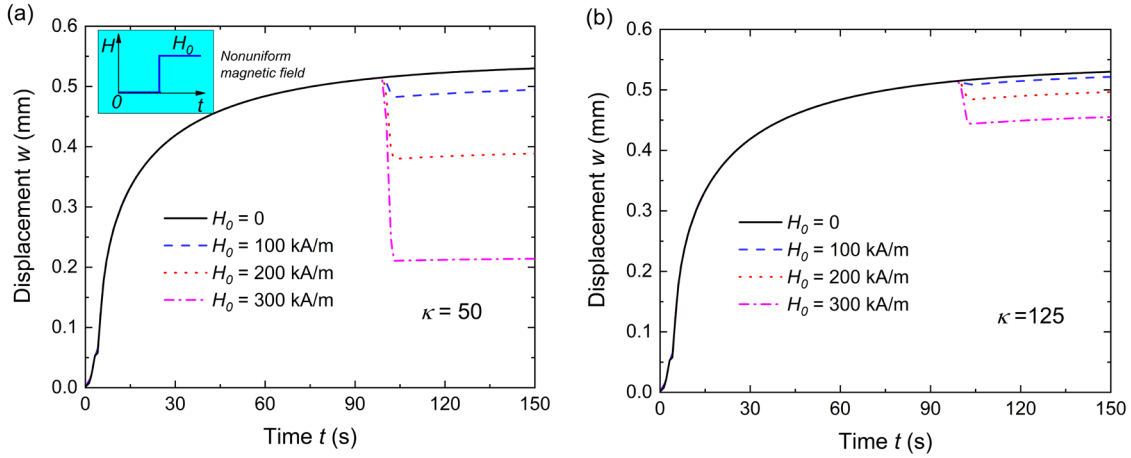 (a)
0.6
0.5
0.4
0.3
0.2
0.1
0.0
Displacement w (mm)
H
H₀
0
t
Nonuniform
magnetic field
H₀ = 0
H₀ = 100 kA/m
H₀ = 200 kA/m
H₀ = 300 kA/m
κ = 50
0 30 60 90 120 150
Time t (s)
(b)
0.6
0.5
0.4
0.3
0.2
0.1
0.0
Displacement w (mm)
H₀ = 0
H₀ = 100 kA/m
H₀ = 200 kA/m
H₀ = 300 kA/m
κ =125
0 30 60 90 120 150
Time t (s)